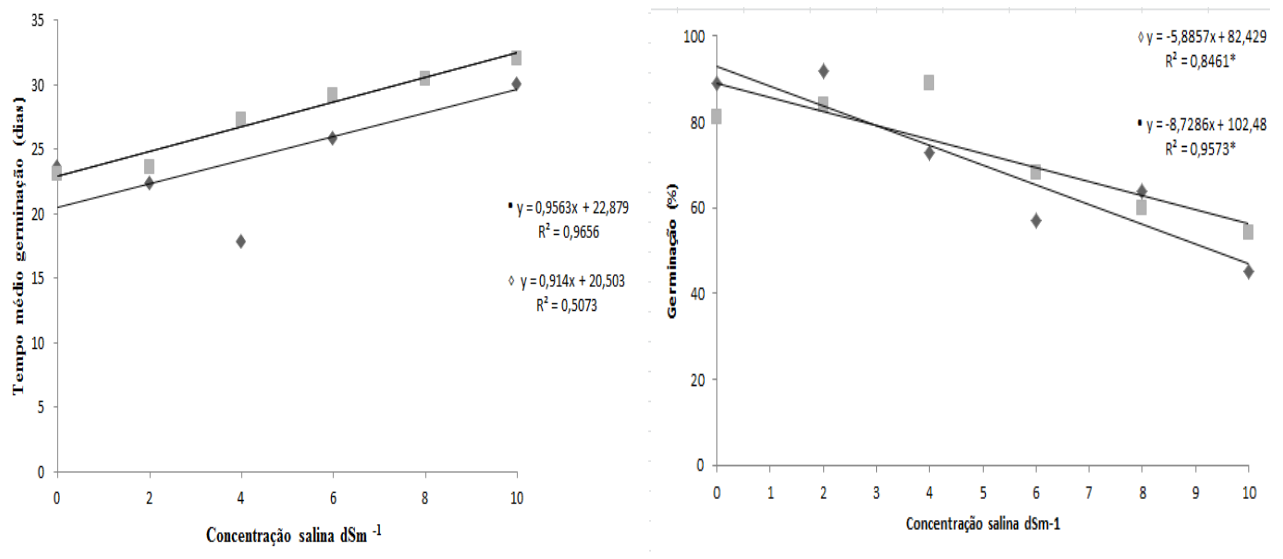 Tempo médio germinação (dias)
35
30
25
20
15
10
5
0
0 2 4 6 8 10
Concentração salina dSm -1
y = 0,9563x + 22,879
R² = 0,9656
y = 0,914x + 20,503
R² = 0,5073
Germinação (%)
100
80
60
40
20
0
0 1 2 3 4 5 6 7 8 9 10
Concentração salina dSm-1
y = -5,8857x + 82,429
R² = 0,8461*
y = -8,7286x + 102,48
R² = 0,9573*